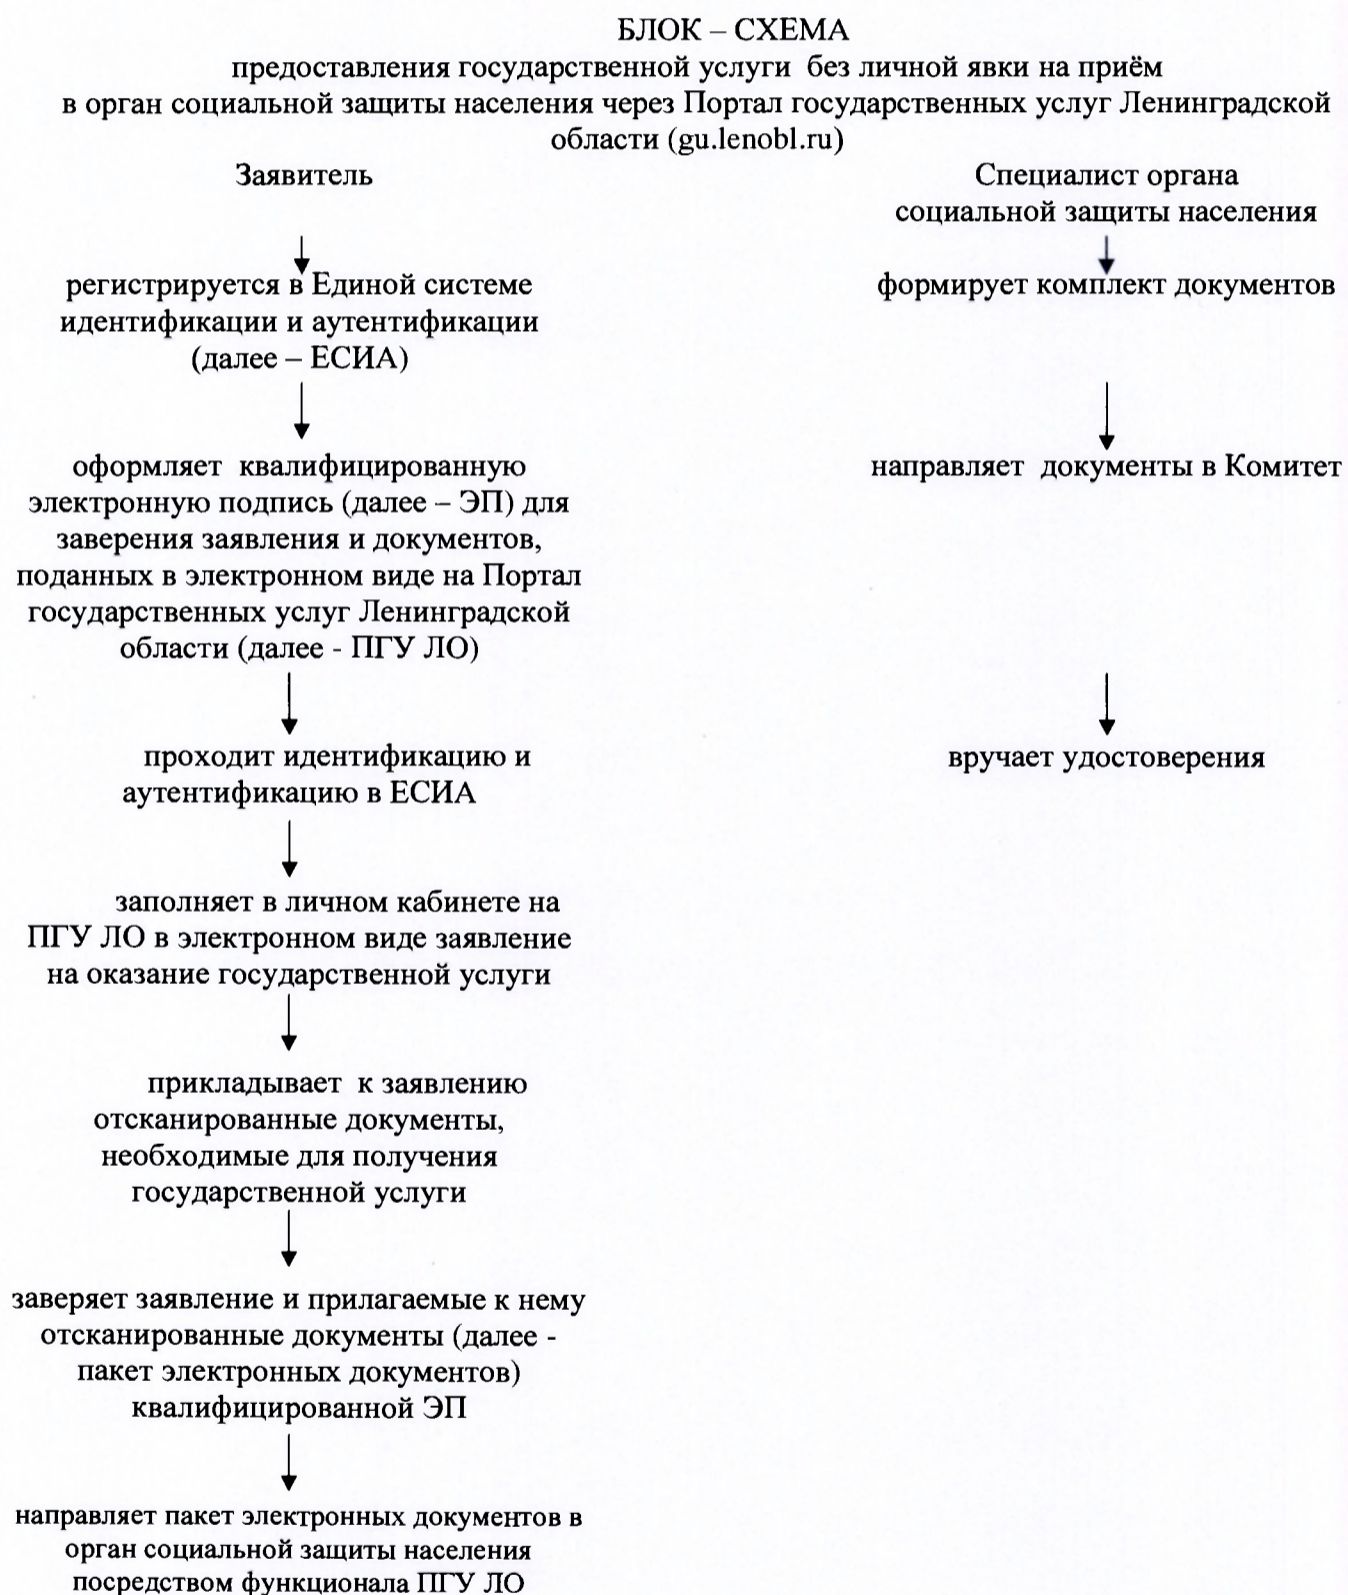 БЛОК – СХЕМА
предоставления государственной услуги без личной явки на приём
в орган социальной защиты населения через Портал государственных услуг Ленинградской
области (gu.lenobl.ru)
Заявитель
регистрируется в Единой системе
идентификации и аутентификации
(далее – ЕСИА)
оформляет квалифицированную
электронную подпись (далее – ЭП) для
заверения заявления и документов,
поданных в электронном виде на Портал
государственных услуг Ленинградской
области (далее - ПГУ ЛО)
проходит идентификацию и
аутентификацию в ЕСИА
заполняет в личном кабинете на
ПГУ ЛО в электронном виде заявление
на оказание государственной услуги
прикладывает к заявлению
отсканированные документы,
необходимые для получения
государственной услуги
заверяет заявление и прилагаемые к нему
отсканированные документы (далее -
пакет электронных документов)
квалифицированной ЭП
направляет пакет электронных документов в
орган социальной защиты населения
посредством функционала ПГУ ЛО
Специалист органа
социальной защиты населения
формирует комплект документов
направляет документы в Комитет
вручает удостоверения